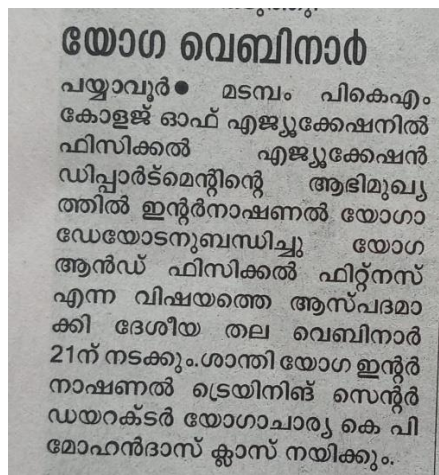 യോഗ വെബിനാർ
പയ്യാവൂർ● മടമ്പം പികെഎം
കോളജ് ഓഫ് എജ്യൂക്കേഷനിൽ
ഫിസിക്കൽ എജ്യൂക്കേഷൻ
ഡിപ്പാർട്മെന്റിന്റെ ആഭിമുഖ്യ
ത്തിൽ ഇന്റർനാഷണൽ യോഗാ
ഡേയോടനുബന്ധിച്ചു യോഗ
ആൻഡ് ഫിസിക്കൽ ഫിറ്റ്നസ്
എന്ന വിഷയത്തെ ആസ്പദമാ
ക്കി ദേശീയ തല വെബിനാർ
21ന് നടക്കും.ശാന്തി യോഗ ഇന്റർ
നാഷണൽ ട്രെയിനിങ് സെന്റർ
ഡയറക്ടർ യോഗാചാര്യ കെ പി
മോഹൻദാസ് ക്ലാസ് നയിക്കും.